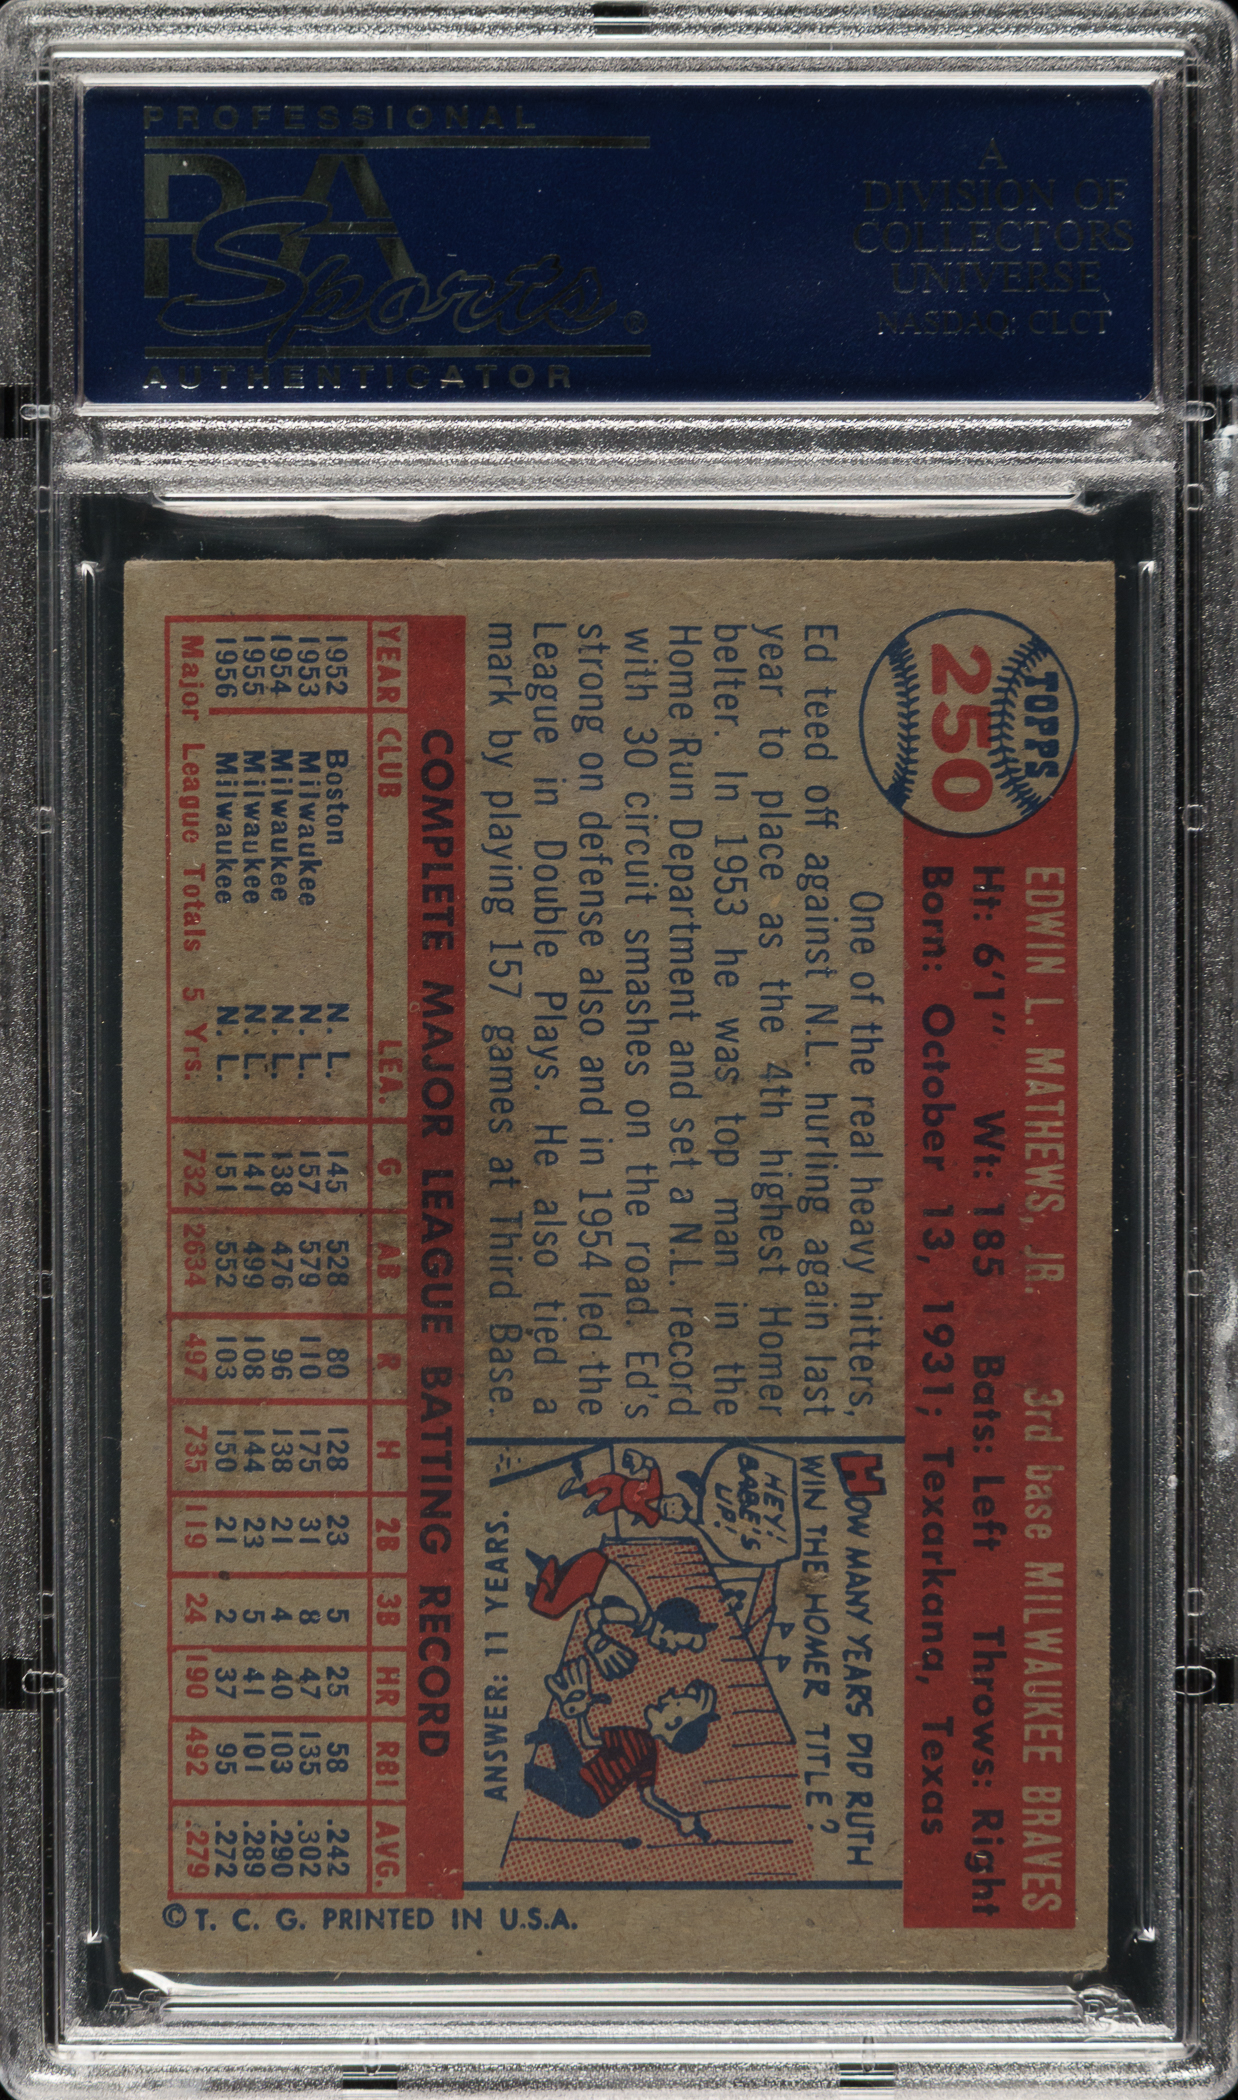 PROFESSIONAL
PSA
Sports®
AUTHENTICATOR
A
DIVISION OF
COLLECTORS
UNIVERSE
NASDAQ: CLCT
TOPPS
250
EDWIN L. MATHEWS, JR. 3rd base MILWAUKEE BRAVES
Ht: 6'1" Wt: 185 Bats: Left Throws: Right
Born: October 13, 1931; Texarkana, Texas
One of the real heavy hitters,
Ed teed off against N.L. hurling again last
year to place as the 4th highest Homer
belter. In 1953 he was top man in the
Home Run Department and set a N.L. record
with 30 circuit smashes on the road. Ed's
strong on defense also and in 1954 led the
League in Double Plays. He also tied a
mark by playing 157 games at Third Base.
HOW MANY YEARS DID RUTH
WIN THE HOMER TITLE?
HEY!
BABE'S
UP!
ANSWER: 11 YEARS.
COMPLETE MAJOR LEAGUE BATTING RECORD
YEAR CLUB LEA. G AB R H 2B 3B HR RBI AVG.
1952 Boston N. L. 145 528 80 128 23 5 25 58 .242
1953 Milwaukee N. L. 157 579 110 175 31 8 47 135 .302
1954 Milwaukee N. L. 138 476 96 138 21 4 40 103 .290
1955 Milwaukee N. L. 141 499 108 144 23 5 41 101 .289
1956 Milwaukee N. L. 151 552 103 150 21 2 37 95 .272
Major League Totals 5 Yrs. 732 2634 497 735 119 24 190 492 .279
© T. C. G. PRINTED IN U.S.A.